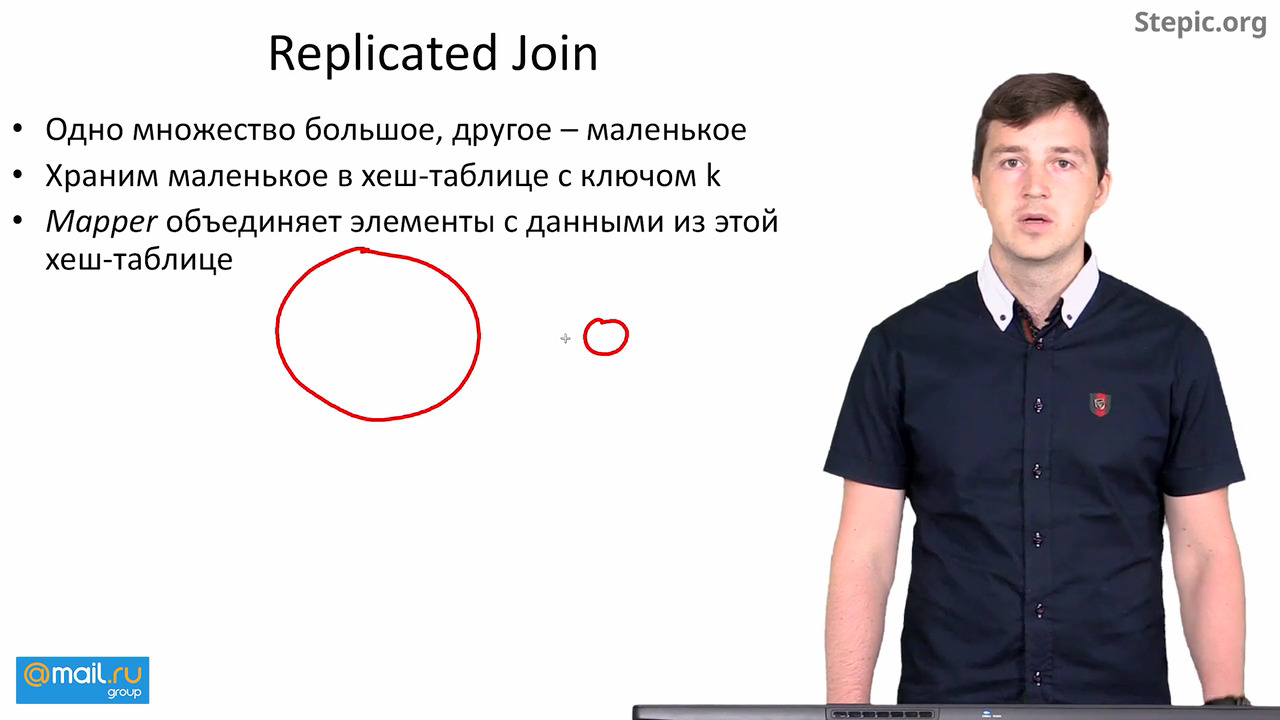 Stepic.org
Replicated Join
• Одно множество большое, другое – маленькое
• Храним маленькое в хеш-таблице с ключом k
• Mapper объединяет элементы с данными из этой
хеш-таблице
@mail.ru
group